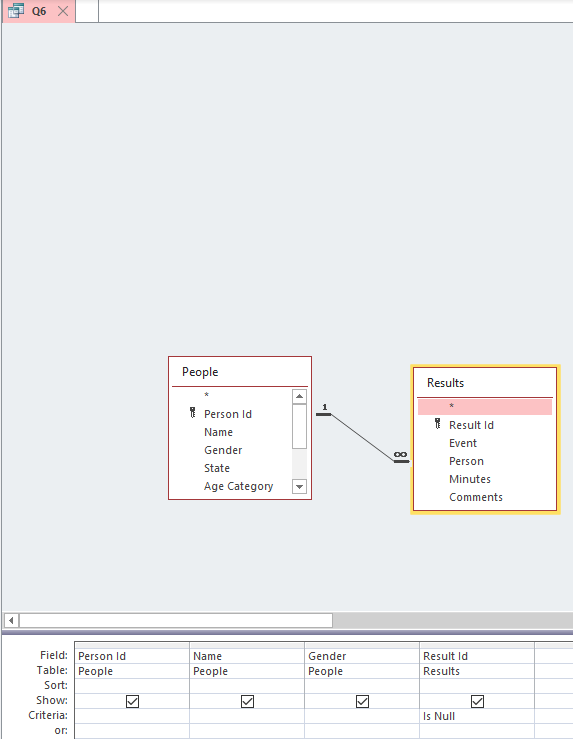 Q6
People
*
Person Id
Name
Gender
State
Age Category
1
∞
Results
*
Result Id
Event
Person
Minutes
Comments
Field: Person Id Name Gender Result Id
Table: People People People Results
Sort:
Show:
Criteria: Is Null
or: